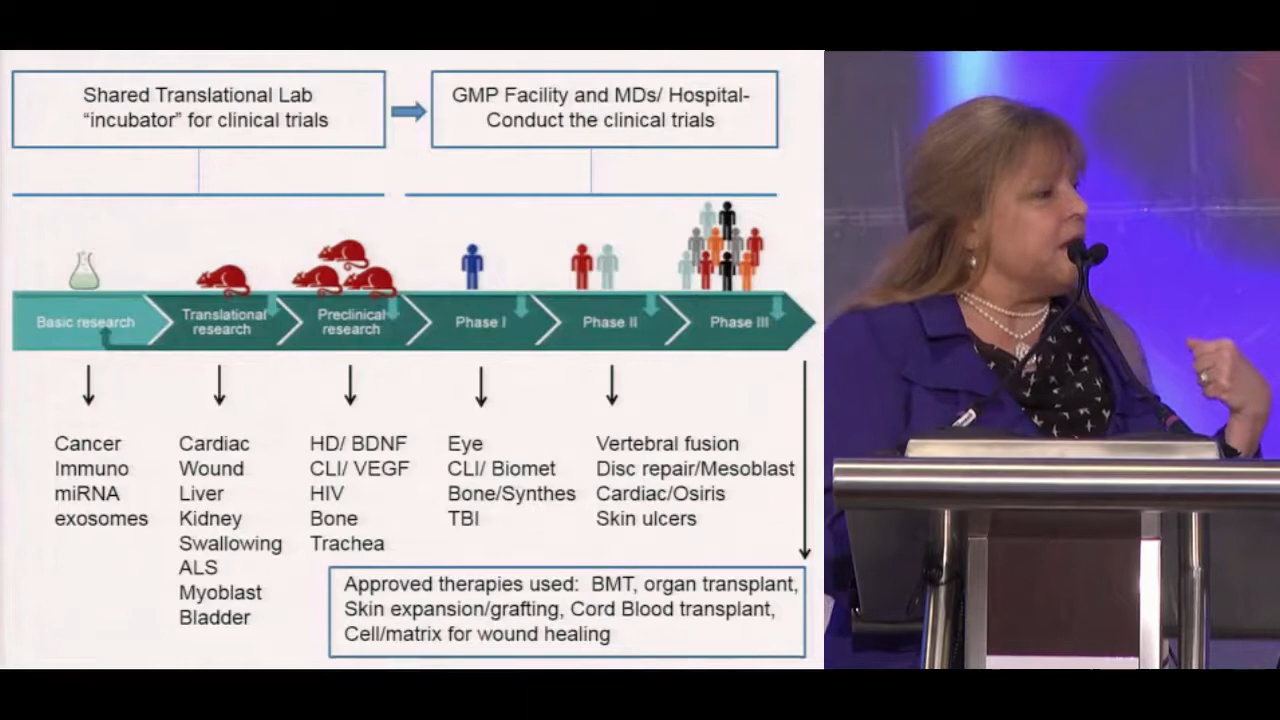 Shared Translational Lab
“incubator” for clinical trials
GMP Facility and MDs/ Hospital-
Conduct the clinical trials
Basic research
Translational
research
Preclinical
research
Phase I
Phase II
Phase III
Cancer
Immuno
miRNA
exosomes
Cardiac
Wound
Liver
Kidney
Swallowing
ALS
Myoblast
Bladder
HD/ BDNF
CLI/ VEGF
HIV
Bone
Trachea
Eye
CLI/ Biomet
Bone/Synthes
TBI
Vertebral fusion
Disc repair/Mesoblast
Cardiac/Osiris
Skin ulcers
Approved therapies used: BMT, organ transplant,
Skin expansion/grafting, Cord Blood transplant,
Cell/matrix for wound healing